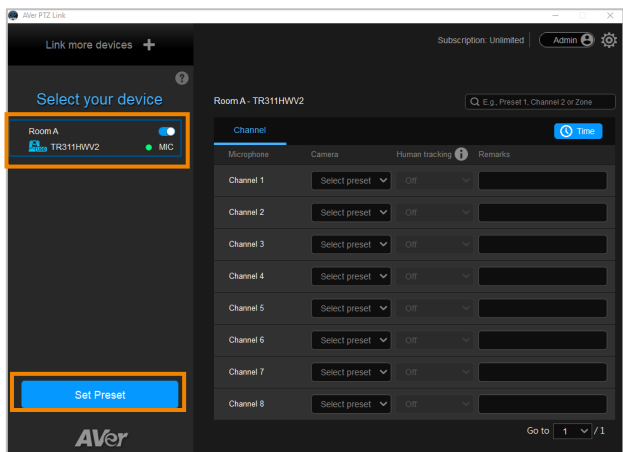 AVer PTZ Link
Link more devices +
Subscription: Unlimited
Admin
?
Select your device
Room A
TR311HWV2
MIC
Set Preset
AVer
Room A - TR311HWV2
E.g., Preset 1, Channel 2 or Zone
Channel
Time
Microphone Camera Human tracking i Remarks
Channel 1 Select preset Off
Channel 2 Select preset Off
Channel 3 Select preset Off
Channel 4 Select preset Off
Channel 5 Select preset Off
Channel 6 Select preset Off
Channel 7 Select preset Off
Channel 8 Select preset Off
Go to 1 / 1